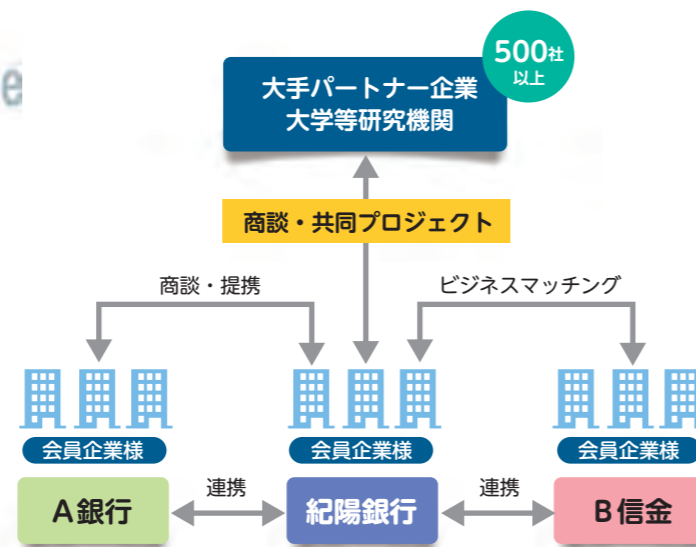 500社
以上
大手パートナー企業
大学等研究機関
商談・共同プロジェクト
商談・提携
ビジネスマッチング
会員企業様
会員企業様
会員企業様
A銀行
連携
紀陽銀行
連携
B信金